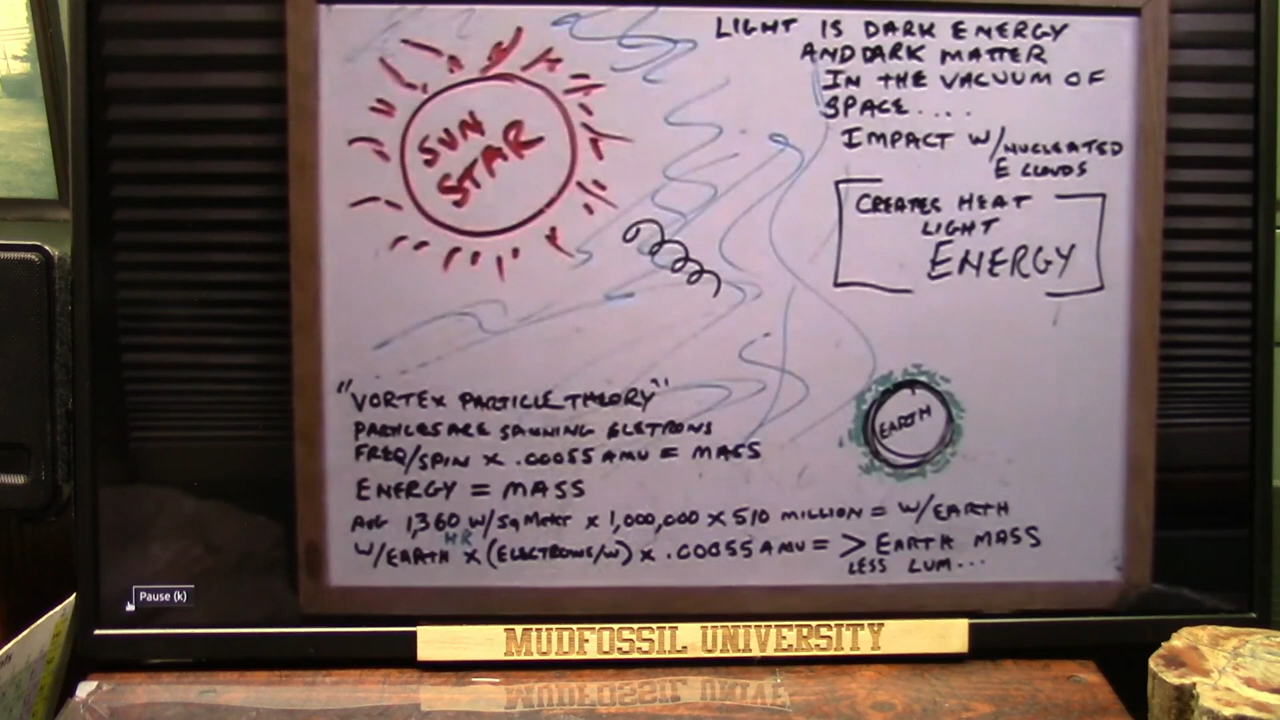 LIGHT IS DARK ENERGY
AND DARK MATTER
IN THE VACUUM OF
SPACE....
IMPACT W/NUCLEATED
E CLOUDS
CREATES HEAT
LIGHT
ENERGY
SUN
STAR
"VORTEX PARTICLE THEORY"
PARTICLES ARE SPINNING ELETRONS
FREQ/SPIN X .00055 AMU = MASS
ENERGY = MASS
AVG 1,360 W/Sq Meter x 1,000,000 x 510 MILLION = W/EARTH
HR
W/EARTH X (ELECTRONS/W) X .00055 AMU = > EARTH MASS
LESS LUM...
EARTH
Pause (k)
MUDFOSSIL UNIVERSITY